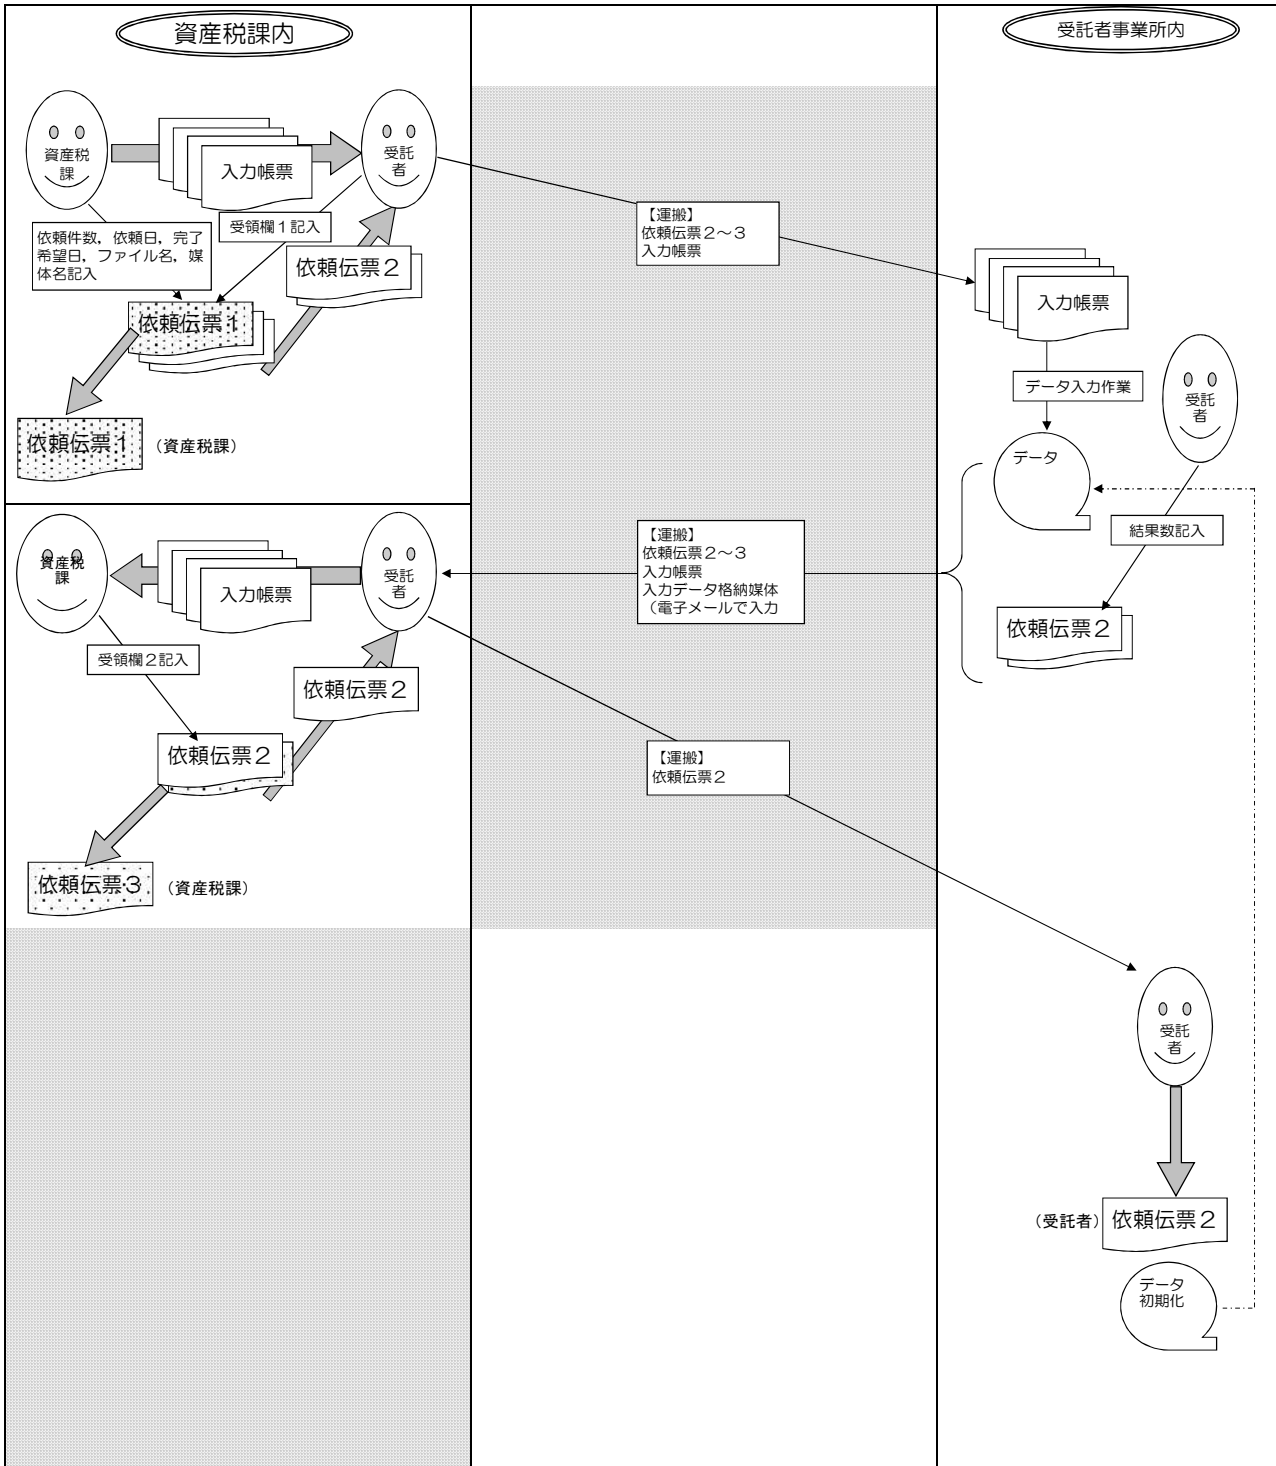 資産税課内
受託者事業所内
資産税
課
入力帳票
受託
者
依頼件数，依頼日，完了
希望日，ファイル名，媒
体名記入
受領欄１記入
依頼伝票２
依頼伝票１
依頼伝票１
（資産税課）
【運搬】
依頼伝票２～３
入力帳票
入力帳票
データ入力作業
受託
者
データ
結果数記入
依頼伝票２
資産税
課
入力帳票
受託
者
受領欄２記入
依頼伝票２
依頼伝票２
依頼伝票３
（資産税課）
【運搬】
依頼伝票２～３
入力帳票
入力データ格納媒体
（電子メールで入力
【運搬】
依頼伝票２
受託
者
（受託者）
依頼伝票２
データ
初期化